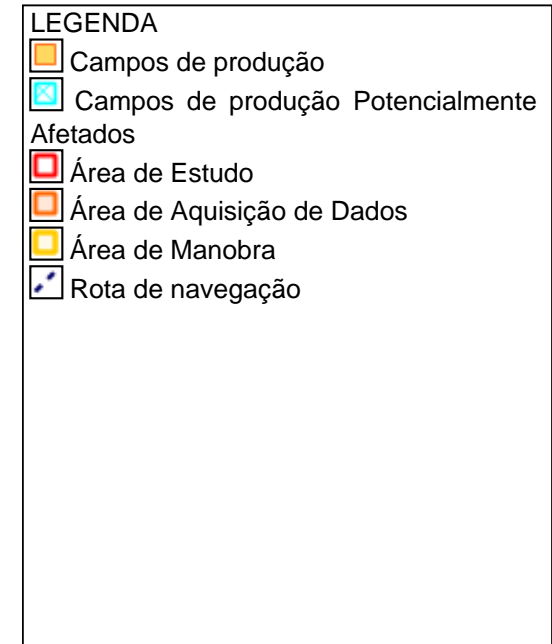 LEGENDA
Campos de produção
Campos de produção Potencialmente
Afetados
Área de Estudo
Área de Aquisição de Dados
Área de Manobra
Rota de navegação